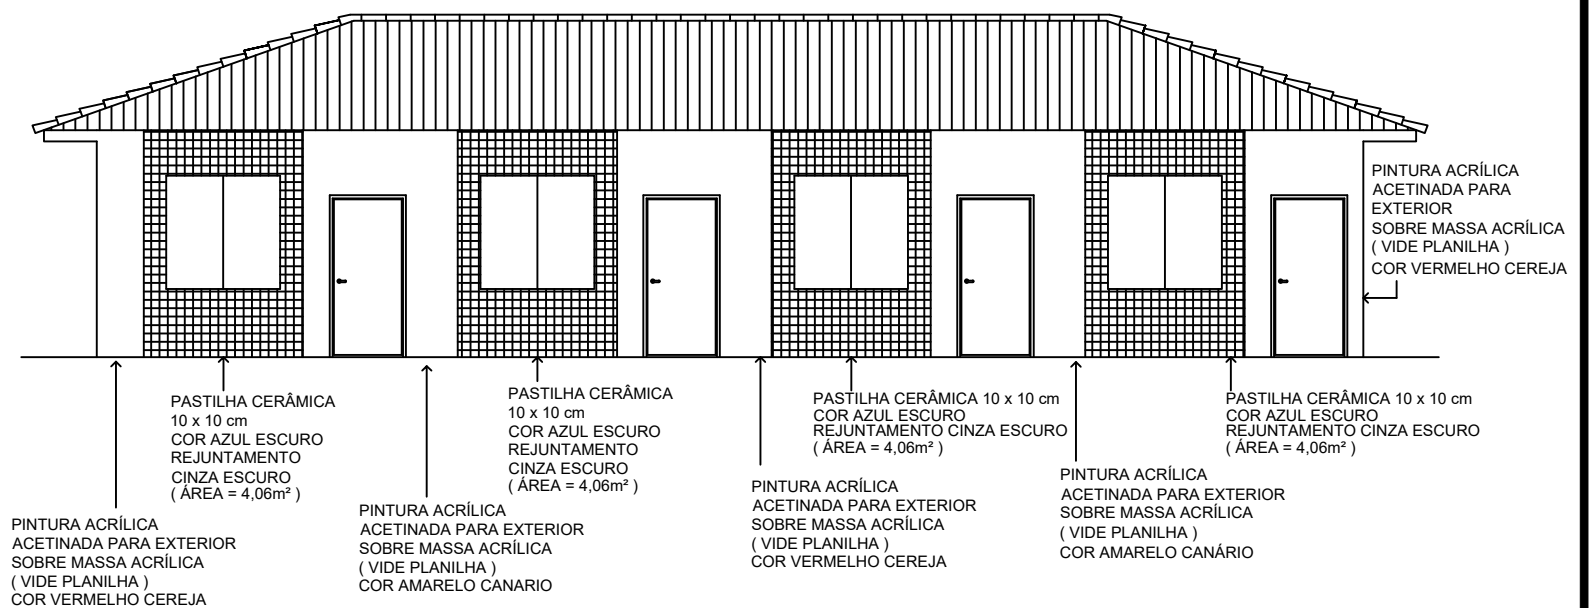 PINTURA ACRÍLICA
ACETINADA PARA
EXTERIOR
SOBRE MASSA ACRÍLICA
( VIDE PLANILHA )
COR VERMELHO CEREJA
PASTILHA CERÂMICA
10 x 10 cm
COR AZUL ESCURO
REJUNTAMENTO
CINZA ESCURO
( ÁREA = 4,06m² )
PASTILHA CERÂMICA
10 x 10 cm
COR AZUL ESCURO
REJUNTAMENTO
CINZA ESCURO
( ÁREA = 4,06m² )
PASTILHA CERÂMICA 10 x 10 cm
COR AZUL ESCURO
REJUNTAMENTO CINZA ESCURO
( ÁREA = 4,06m² )
PASTILHA CERÂMICA 10 x 10 cm
COR AZUL ESCURO
REJUNTAMENTO CINZA ESCURO
( ÁREA = 4,06m² )
PINTURA ACRÍLICA
ACETINADA PARA EXTERIOR
SOBRE MASSA ACRÍLICA
( VIDE PLANILHA )
COR VERMELHO CEREJA
PINTURA ACRÍLICA
ACETINADA PARA EXTERIOR
SOBRE MASSA ACRÍLICA
( VIDE PLANILHA )
COR AMARELO CANARIO
PINTURA ACRÍLICA
ACETINADA PARA EXTERIOR
SOBRE MASSA ACRÍLICA
( VIDE PLANILHA )
COR VERMELHO CEREJA
PINTURA ACRÍLICA
ACETINADA PARA EXTERIOR
SOBRE MASSA ACRÍLICA
( VIDE PLANILHA )
COR AMARELO CANÁRIO